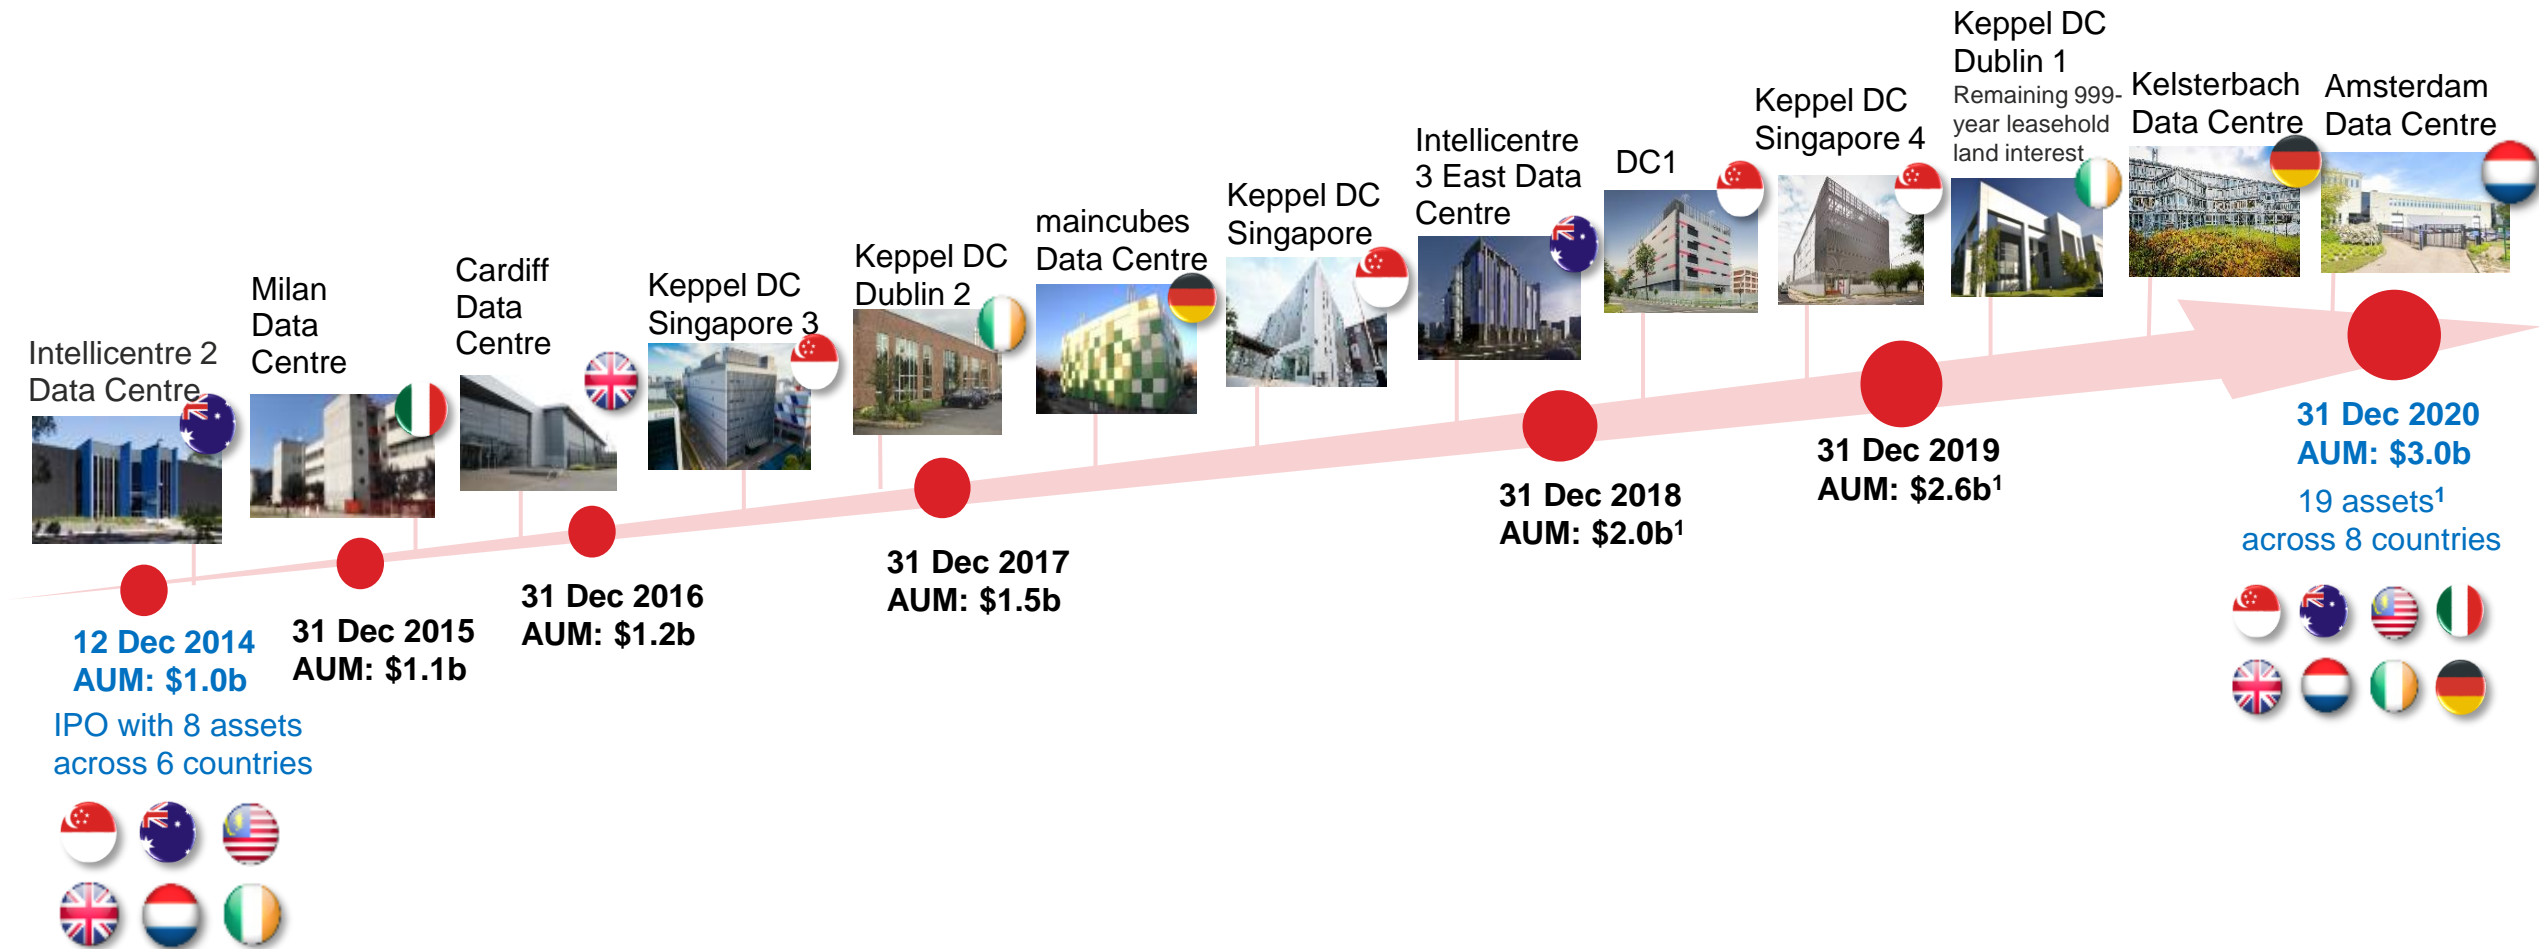 Intellicentre 2
Data Centre
Milan
Data
Centre
Cardiff
Data
Centre
Keppel DC
Singapore 3
Keppel DC
Dublin 2
maincubes
Data Centre
Keppel DC
Singapore
Intellicentre
3 East Data
Centre
DC1
Keppel DC
Singapore 4
Keppel DC
Dublin 1
Remaining 999-
year leasehold
land interest
Kelsterbach
Data Centre
Amsterdam
Data Centre
12 Dec 2014
AUM: $1.0b
IPO with 8 assets
across 6 countries
31 Dec 2015
AUM: $1.1b
31 Dec 2016
AUM: $1.2b
31 Dec 2017
AUM: $1.5b
31 Dec 2018
AUM: $2.0b¹
31 Dec 2019
AUM: $2.6b¹
31 Dec 2020
AUM: $3.0b
19 assets¹
across 8 countries